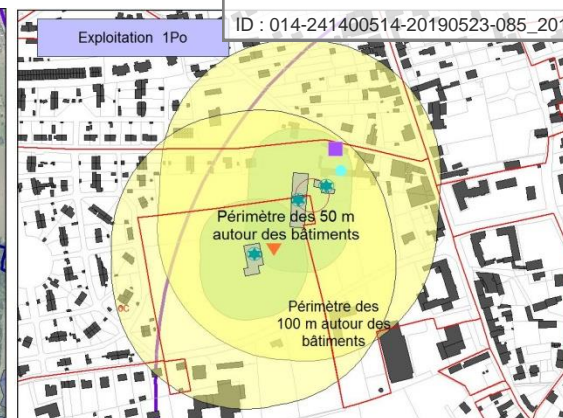 ID : 014-241400514-20190523-085_201
Exploitation 1Po
Périmètre des 50 m
autour des bâtiments
Périmètre des
100 m autour des
bâtiments